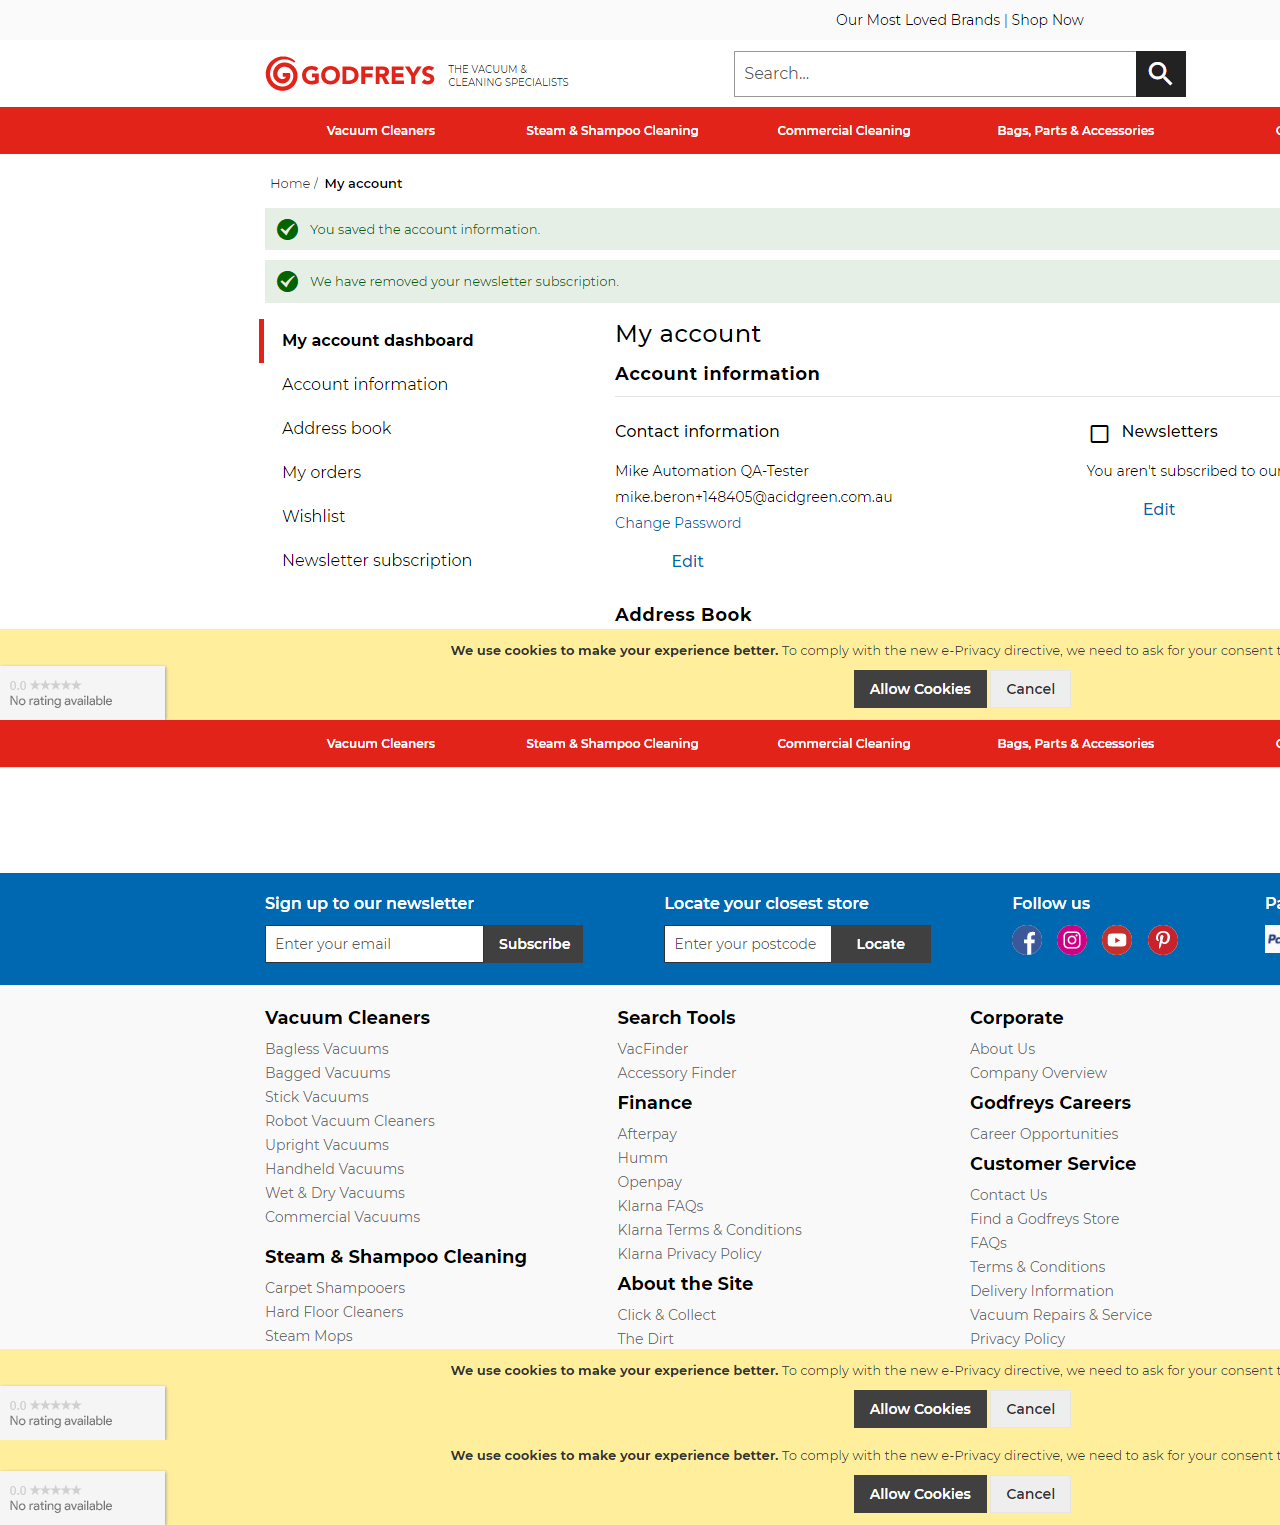 Our Most Loved Brands | Shop Now
GODFREYS
THE VACUUM &
CLEANING SPECIALISTS
Search...
Vacuum Cleaners Steam & Shampoo Cleaning Commercial Cleaning Bags, Parts & Accessories
Home / My account
You saved the account information.
We have removed your newsletter subscription.
My account dashboard
Account information
Address book
My orders
Wishlist
Newsletter subscription
My account
Account information
Contact information
Mike Automation QA-Tester
mike.beron+148405@acidgreen.com.au
Change Password
Edit
Newsletters
You aren't subscribed to our
Edit
Address Book
We use cookies to make your experience better. To comply with the new e-Privacy directive, we need to ask for your consent t
Allow Cookies Cancel
0.0 ★★★★★
No rating available
Vacuum Cleaners Steam & Shampoo Cleaning Commercial Cleaning Bags, Parts & Accessories
Sign up to our newsletter
Enter your email Subscribe
Locate your closest store
Enter your postcode Locate
Follow us
Pa
Vacuum Cleaners
Bagless Vacuums
Bagged Vacuums
Stick Vacuums
Robot Vacuum Cleaners
Upright Vacuums
Handheld Vacuums
Wet & Dry Vacuums
Commercial Vacuums
Steam & Shampoo Cleaning
Carpet Shampooers
Hard Floor Cleaners
Steam Mops
Search Tools
VacFinder
Accessory Finder
Finance
Afterpay
Humm
Openpay
Klarna FAQs
Klarna Terms & Conditions
Klarna Privacy Policy
About the Site
Click & Collect
The Dirt
Corporate
About Us
Company Overview
Godfreys Careers
Career Opportunities
Customer Service
Contact Us
Find a Godfreys Store
FAQs
Terms & Conditions
Delivery Information
Vacuum Repairs & Service
Privacy Policy
We use cookies to make your experience better. To comply with the new e-Privacy directive, we need to ask for your consent t
Allow Cookies Cancel
0.0 ★★★★★
No rating available
We use cookies to make your experience better. To comply with the new e-Privacy directive, we need to ask for your consent t
Allow Cookies Cancel
0.0 ★★★★★
No rating available